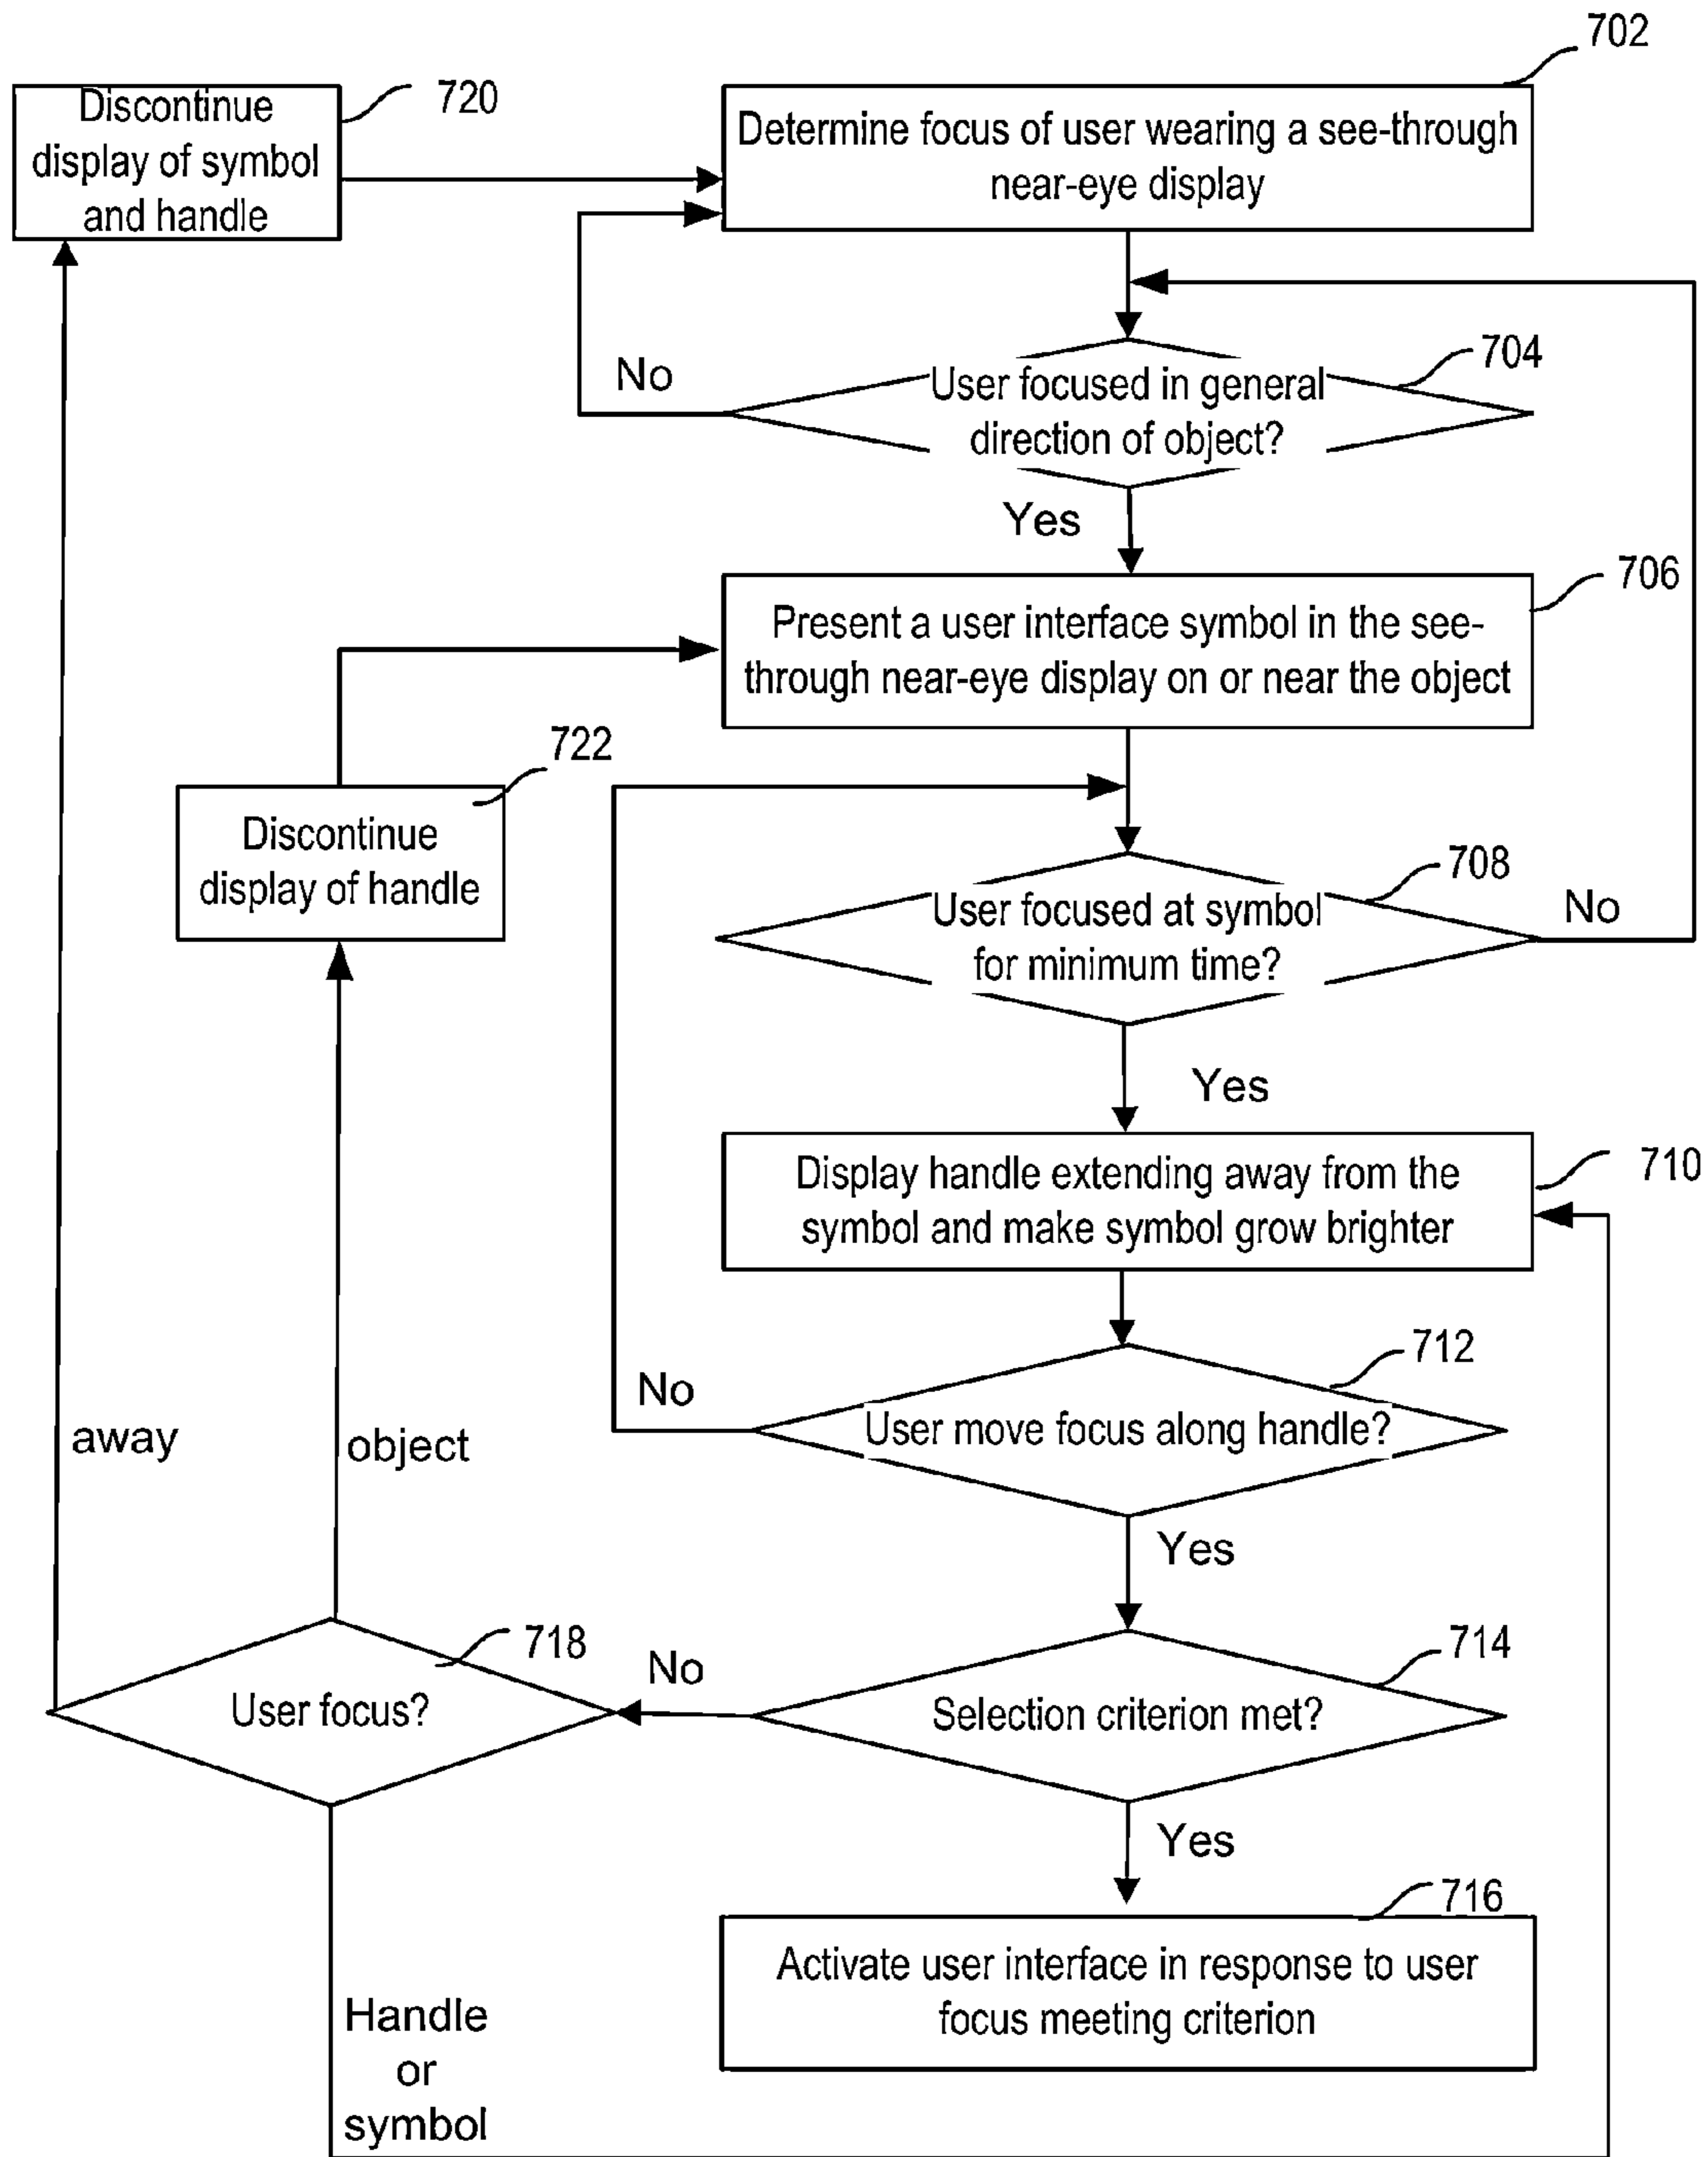 702
Discontinue
display of symbol
and handle
720
Determine focus of user wearing a see-through
near-eye display
704
No
User focused in general
direction of object?
Yes
706
Present a user interface symbol in the see-
through near-eye display on or near the object
722
Discontinue
display of handle
708
User focused at symbol
for minimum time?
No
Yes
710
Display handle extending away from the
symbol and make symbol grow brighter
712
No
User move focus along handle?
away
object
Yes
718
User focus?
No
714
Selection criterion met?
Yes
716
Activate user interface in response to user
focus meeting criterion
Handle
or
symbol